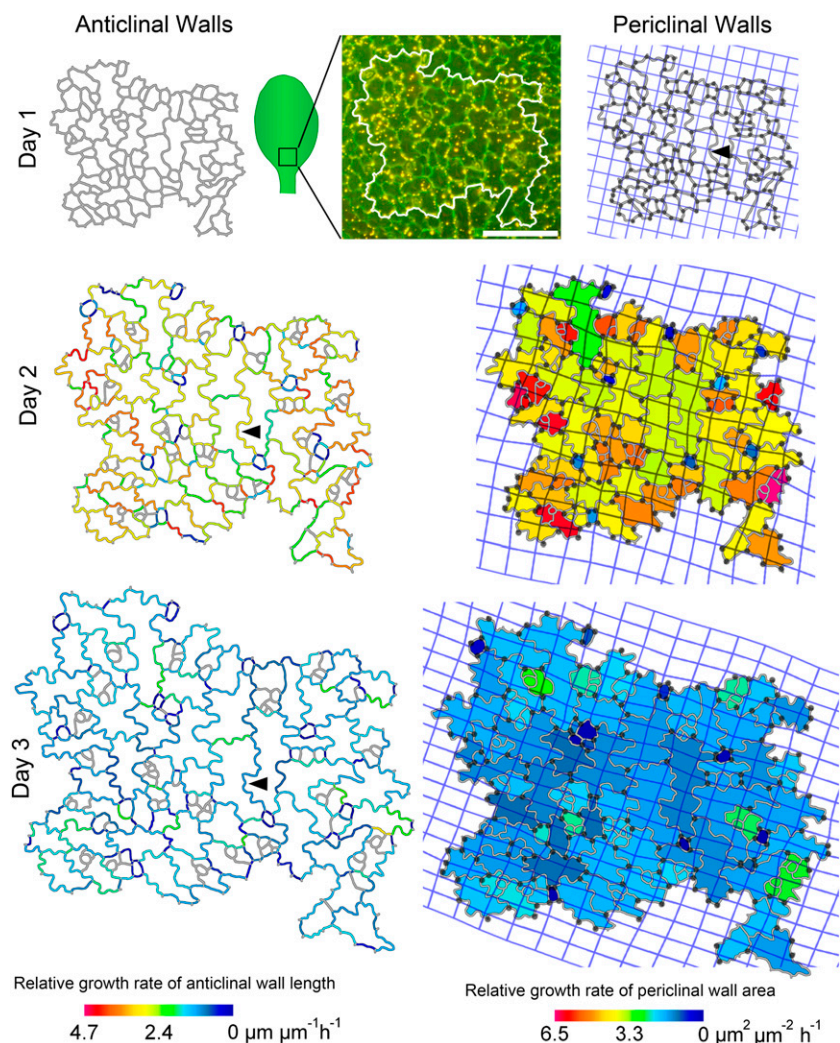 Anticlinal Walls
Periclinal Walls
Day 1
Day 2
Day 3
Relative growth rate of anticlinal wall length
4.7 2.4 0 μm μm⁻¹h⁻¹
Relative growth rate of periclinal wall area
6.5 3.3 0 μm² μm⁻² h⁻¹